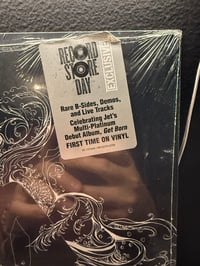 RECORD
STORE
DAY
EXCLUSIVE
Rare B-Sides, Demos,
and Live Tracks
Celebrating Jet's
Multi-Platinum
Debut Album, Get Born
FIRST TIME ON VINYL